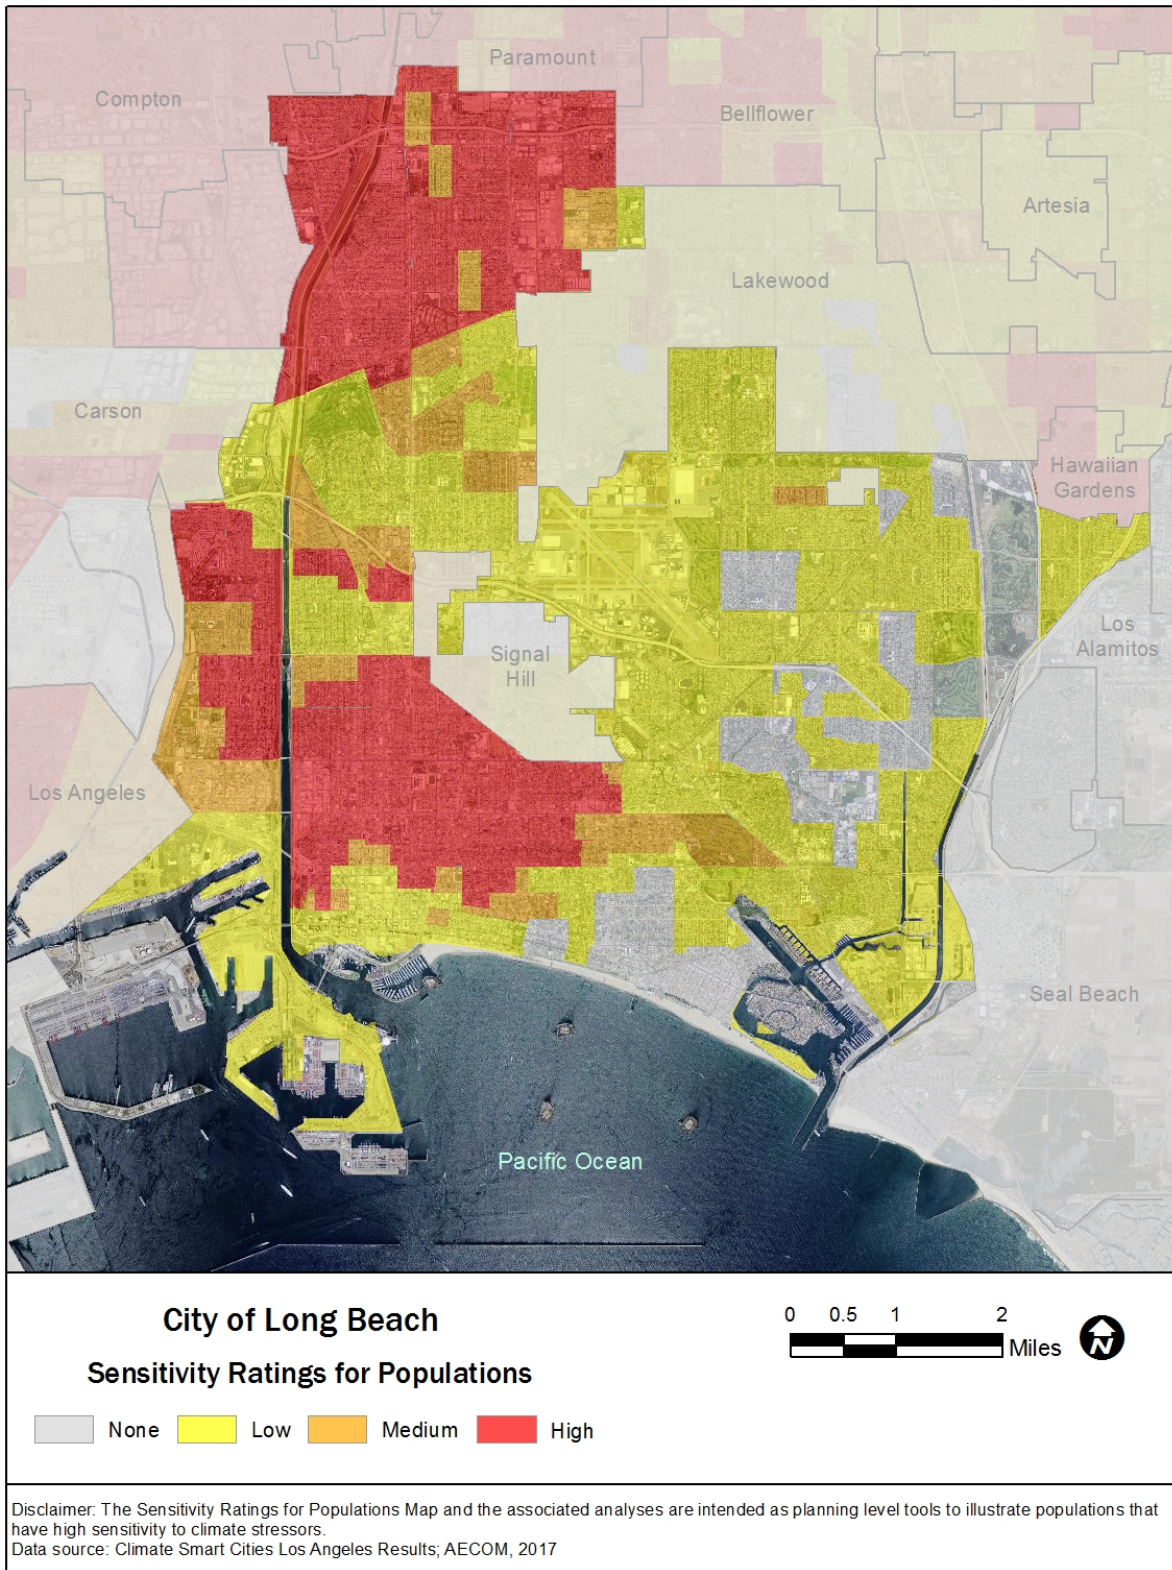 Paramount
Compton
Bellflower
Artesia
Lakewood
Carson
Hawaiian
Gardens
Los
Alamitos
Signal
Hill
Los Angeles
Seal Beach
Pacific Ocean
City of Long Beach
Sensitivity Ratings for Populations
None Low Medium High
0 0.5 1 2
Miles
N
Disclaimer: The Sensitivity Ratings for Populations Map and the associated analyses are intended as planning level tools to illustrate populations that
have high sensitivity to climate stressors.
Data source: Climate Smart Cities Los Angeles Results; AECOM, 2017